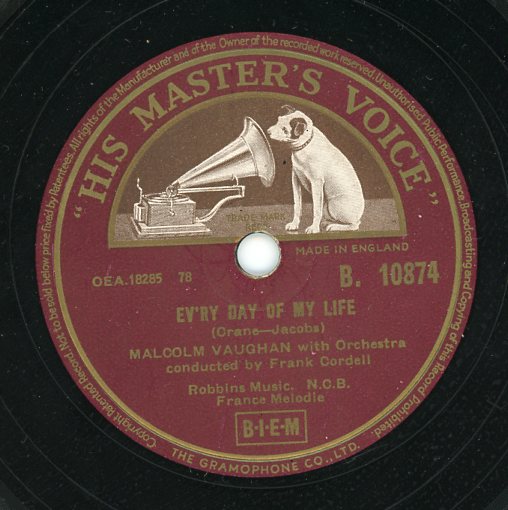 All rights of the Manufacturer and of the Owner of the recorded work reserved. Unauthorised Public Performance, Broadcasting and Copying of this Record Prohibited.
Copyright Patented Record. Not to be sold below price fixed by Patentees.
"HIS MASTER'S VOICE"
TRADE MARK
MADE IN ENGLAND
OEA.18285 78
B. 10874
EV'RY DAY OF MY LIFE
(Crane—Jacobs)
MALCOLM VAUGHAN with Orchestra
conducted by Frank Cordell
Robbins Music. N.C.B.
France Melodie
B·I·E·M
THE GRAMOPHONE CO., LTD.